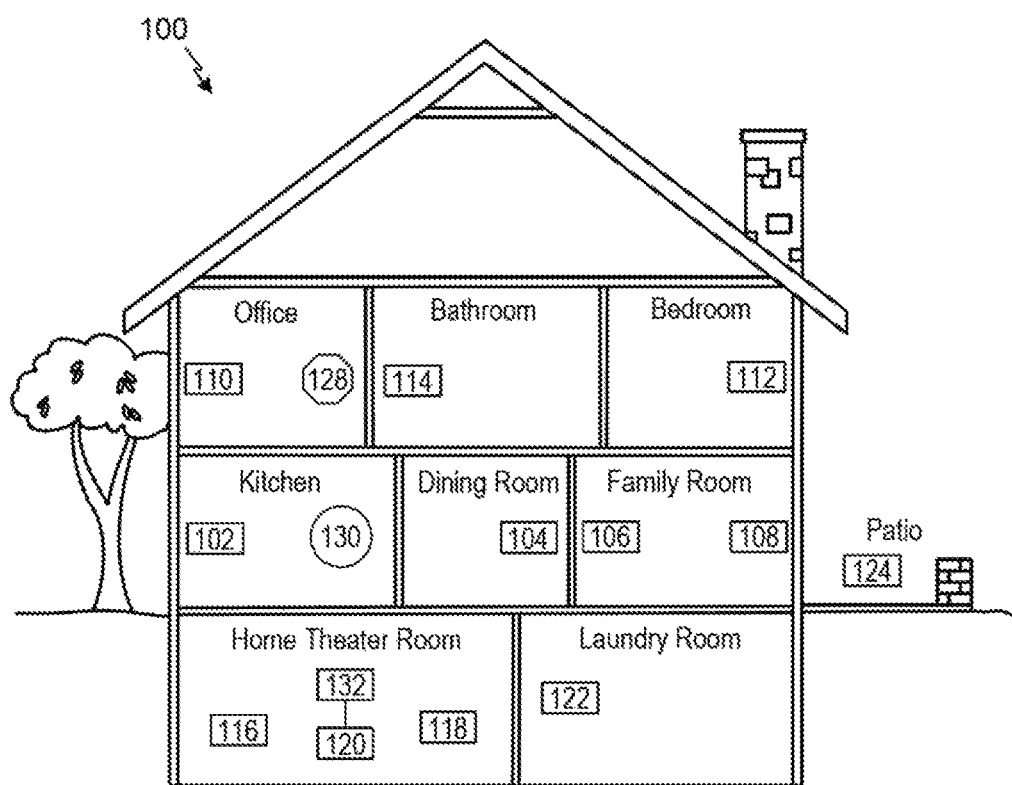 100
Office
Bathroom
Bedroom
110
128
114
112
Kitchen
Dining Room
Family Room
102
130
104
106
108
Patio
124
Home Theater Room
Laundry Room
132
122
116
120
118